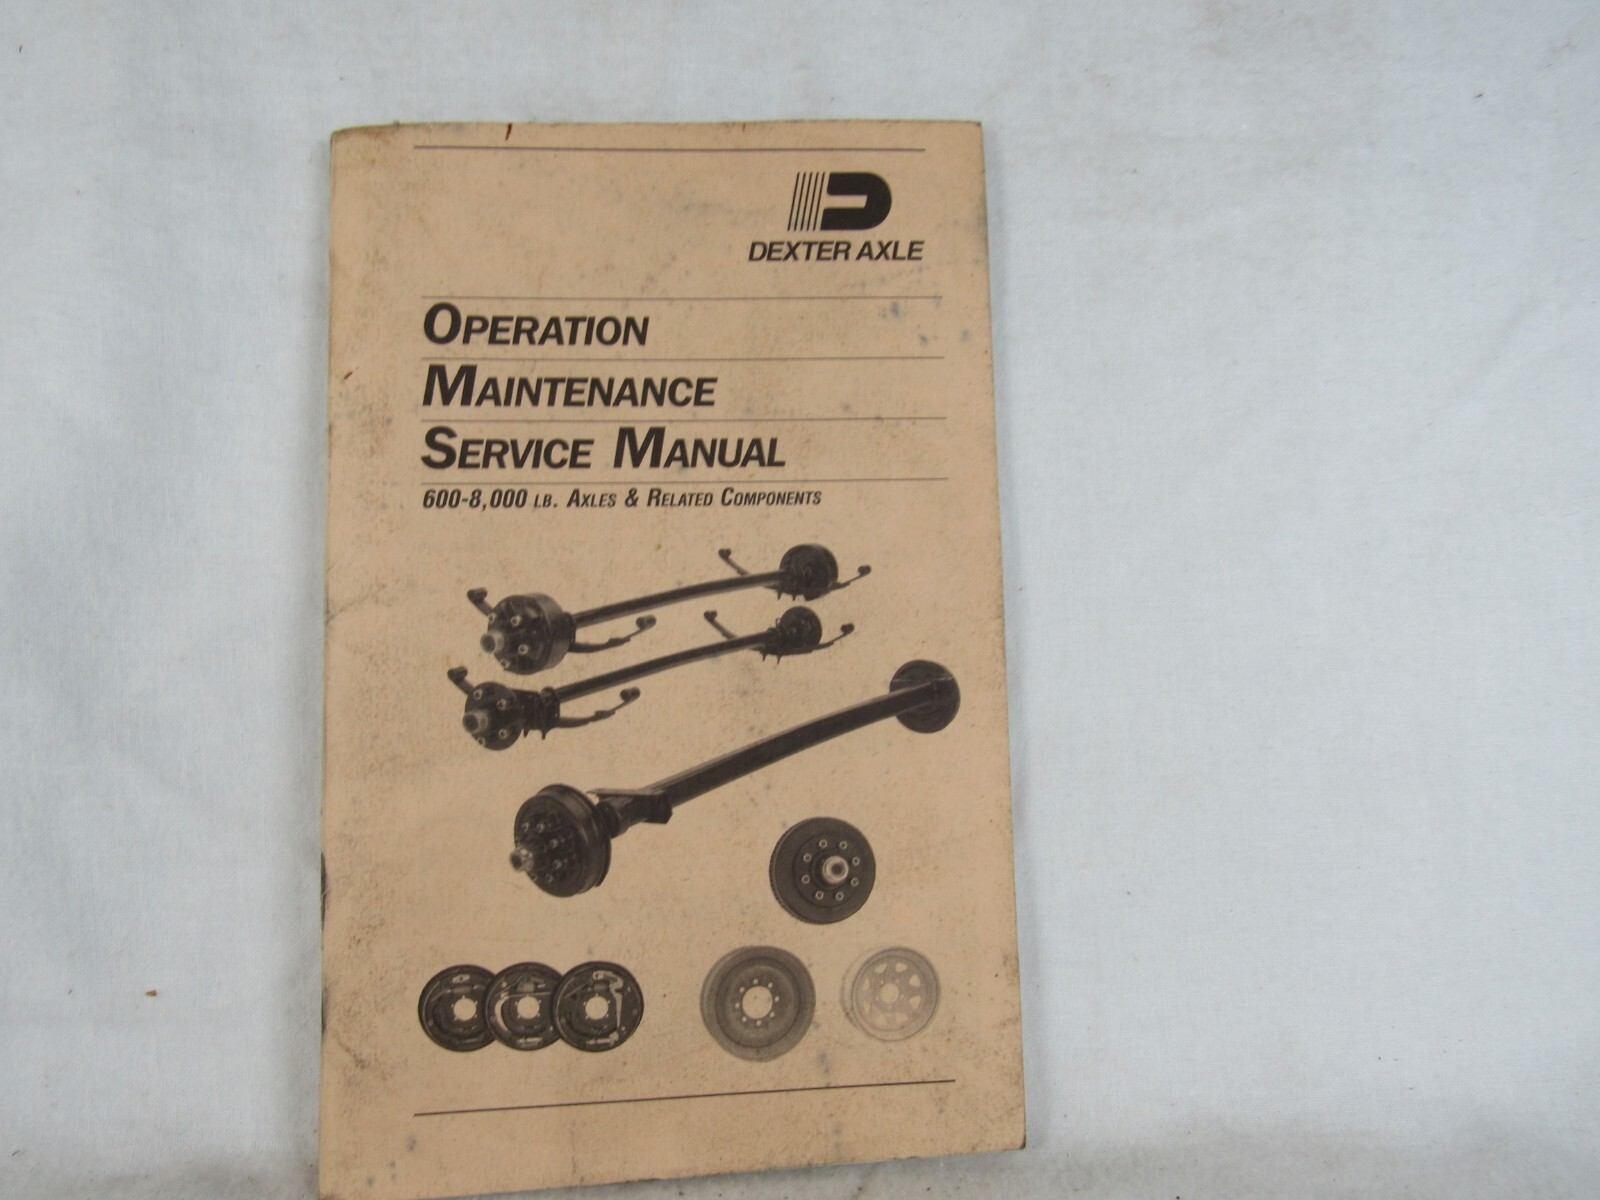 DEXTER AXLE
OPERATION
MAINTENANCE
SERVICE MANUAL
600-8,000 LB. AXLES & RELATED COMPONENTS